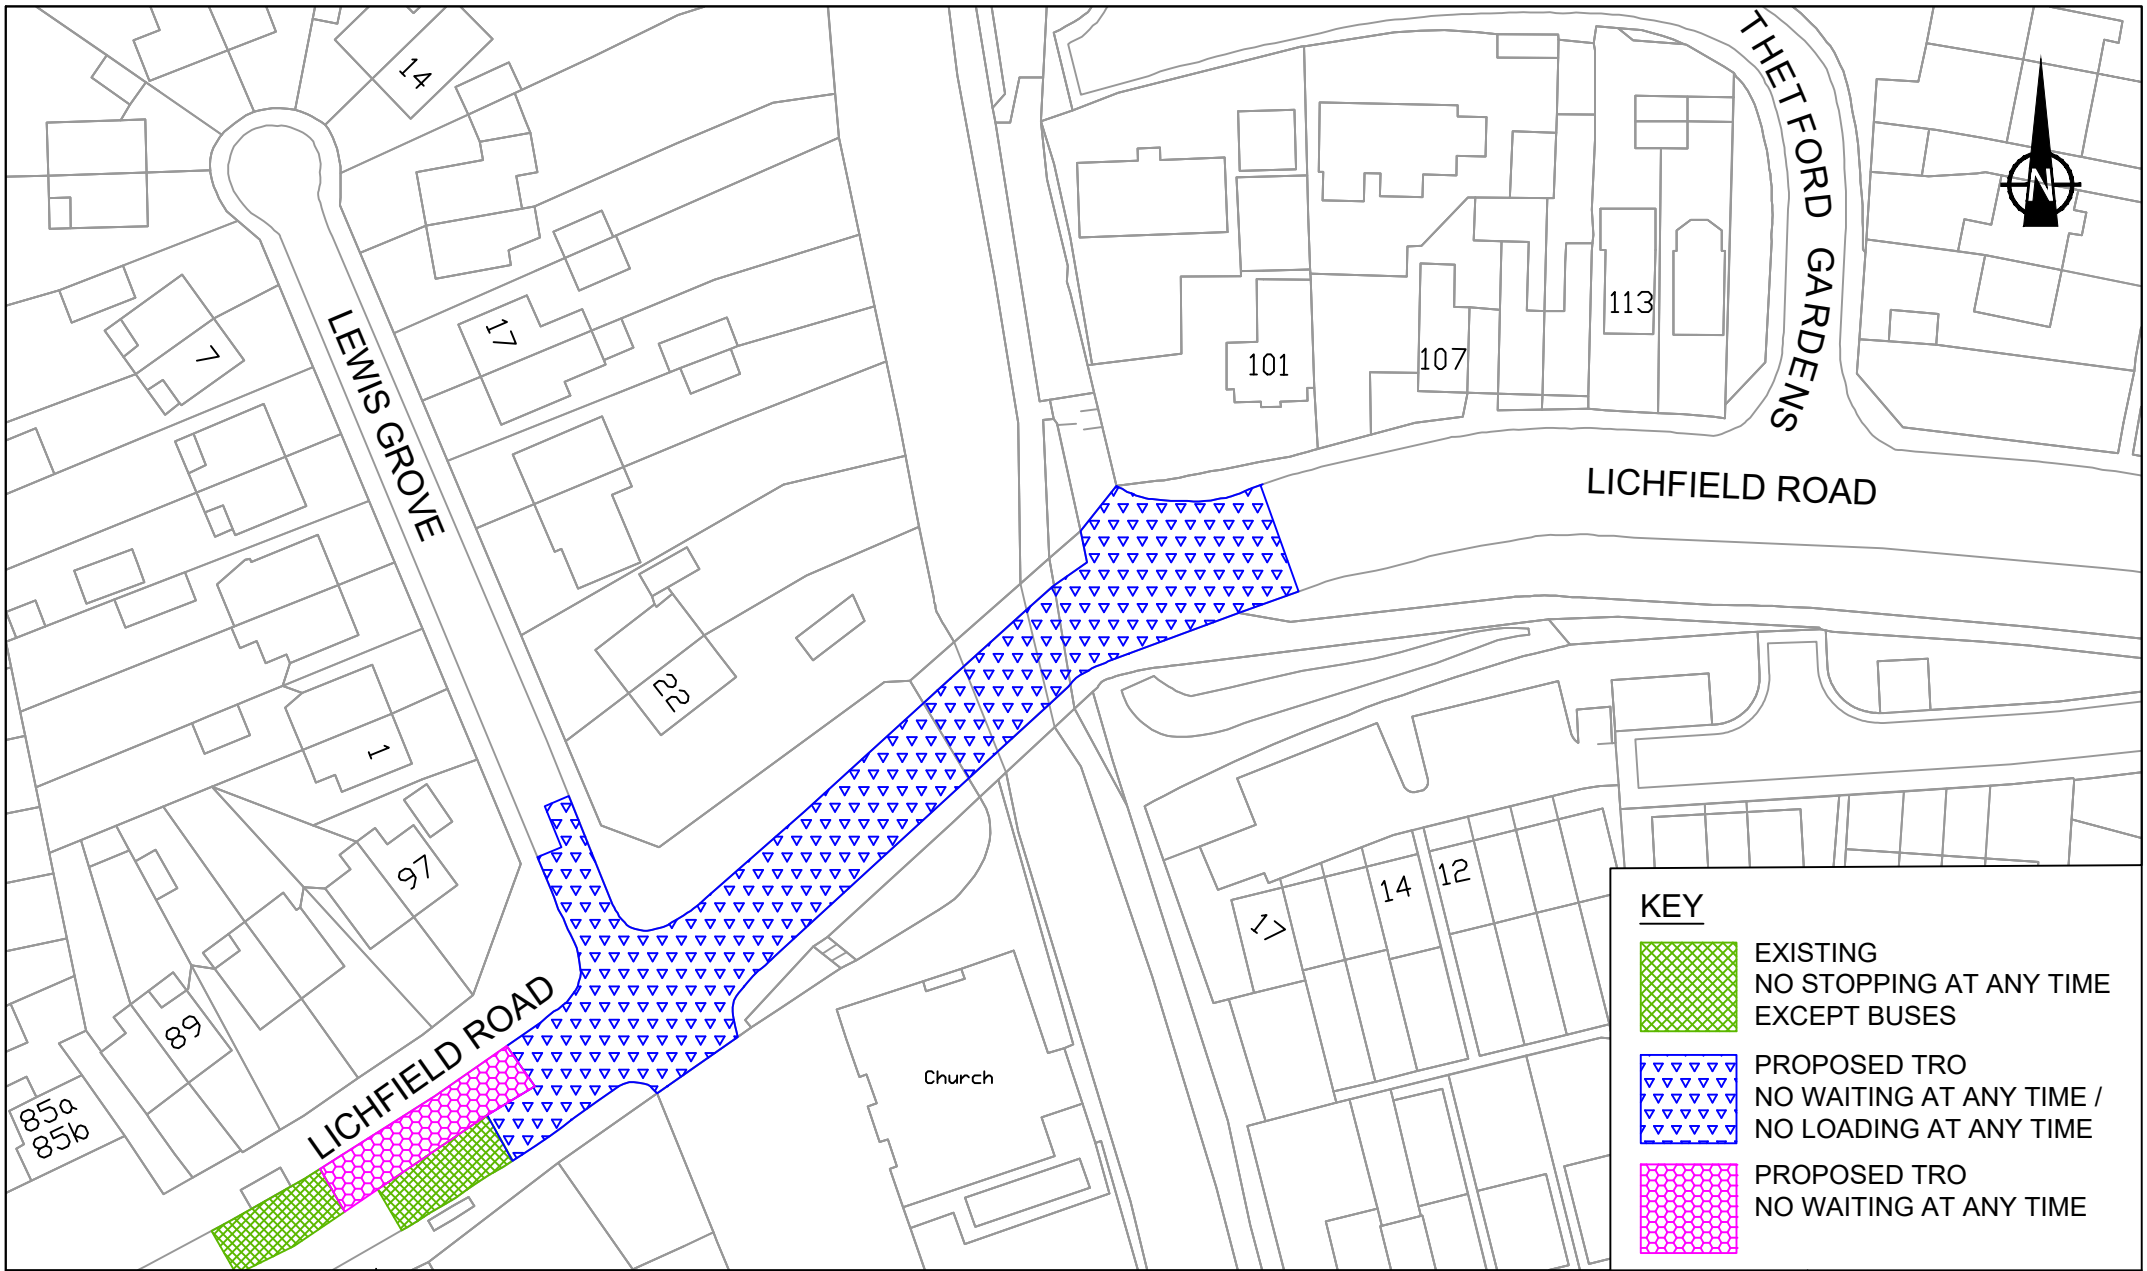 14
THETFORD GARDENS
N
7
17
LEWIS GROVE
113
107
101
LICHFIELD ROAD
22
1
97
14
12
17
89
LICHFIELD ROAD
Church
85a
85b
KEY
EXISTING
NO STOPPING AT ANY TIME
EXCEPT BUSES
PROPOSED TRO
NO WAITING AT ANY TIME /
NO LOADING AT ANY TIME
PROPOSED TRO
NO WAITING AT ANY TIME